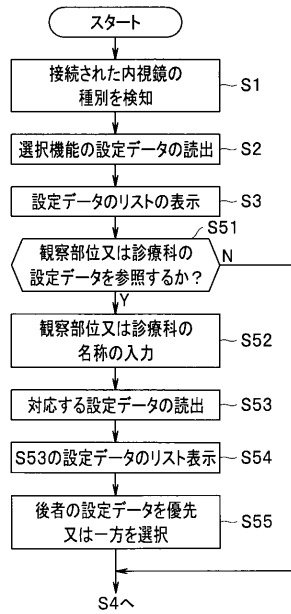 スタート
接続された内視鏡の
種別を検知
S1
選択機能の設定データの読出
S2
設定データのリストの表示
S3
S51
観察部位又は診療科の
設定データを参照するか?
N
Y
観察部位又は診療科の
名称の入力
S52
対応する設定データの読出
S53
S53の設定データのリスト表示
S54
後者の設定データを優先
又は一方を選択
S55
S4へ